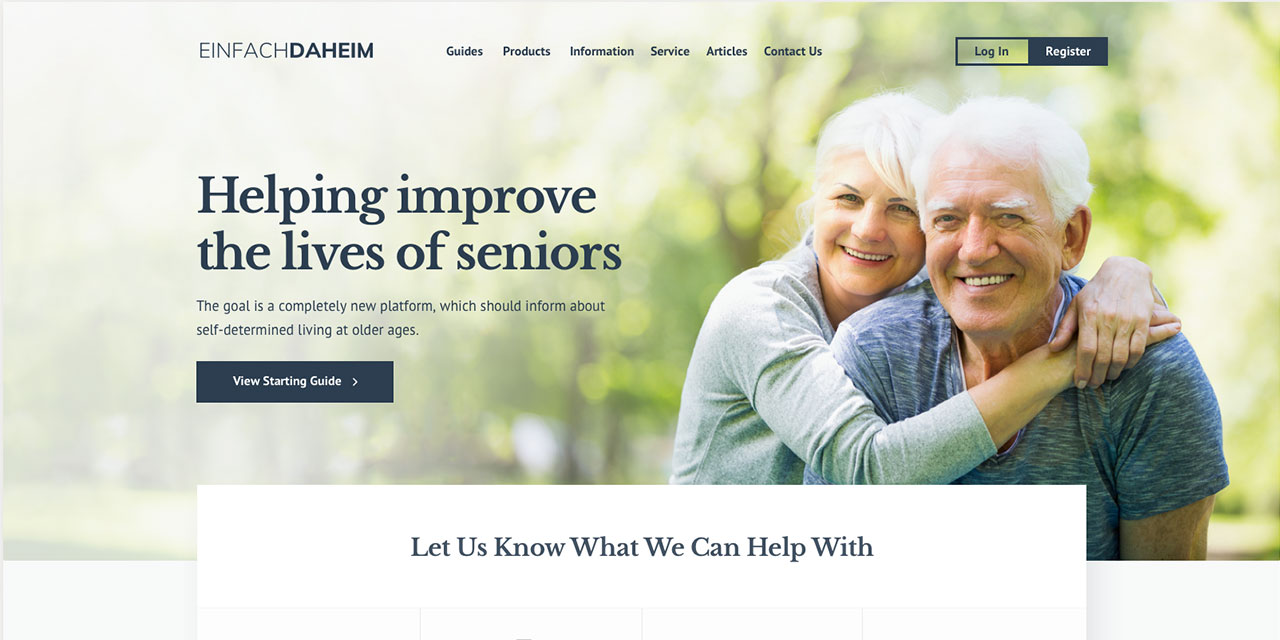 EINFACHDAHEIM
Guides Products Information Service Articles Contact Us
Log In Register
Helping improve
the lives of seniors
The goal is a completely new platform, which should inform about
self-determined living at older ages.
View Starting Guide
Let Us Know What We Can Help With